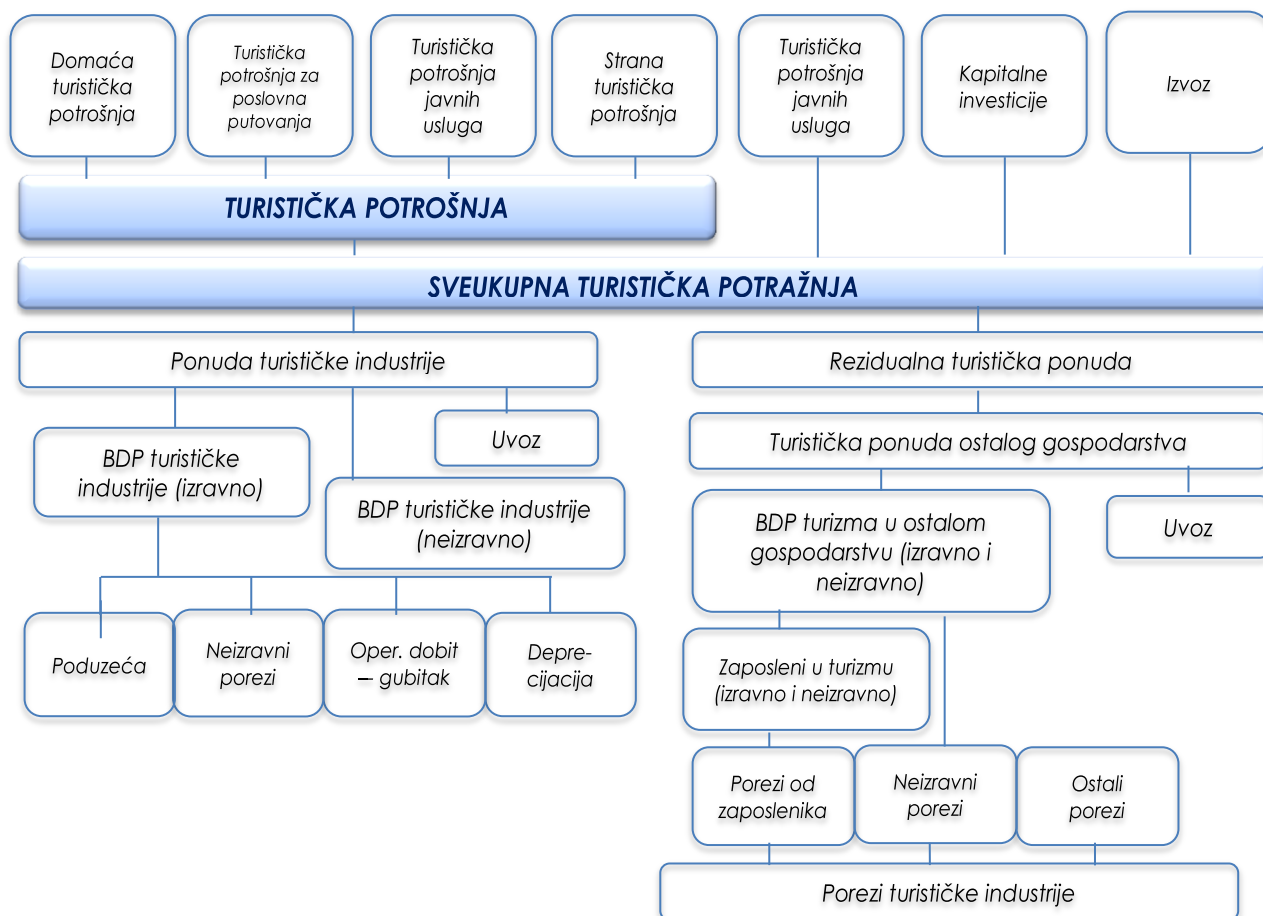 Domaća
turistička
potrošnja
Turistička
potrošnja za
poslovna
putovanja
Turistička
potrošnja
javnih
usluga
Strana
turistička
potrošnja
Turistička
potrošnja
javnih
usluga
Kapitalne
investicije
Izvoz
TURISTIČKA POTROŠNJA
SVEUKUPNA TURISTIČKA POTRAŽNJA
Ponuda turističke industrije
Rezidualna turistička ponuda
Uvoz
Turistička ponuda ostalog gospodarstva
BDP turističke
industrije (izravno)
BDP turističke industrije
(neizravno)
BDP turizma u ostalom
gospodarstvu (izravno i
neizravno)
Uvoz
Poduzeća
Neizravni
porezi
Oper. dobit
– gubitak
Depre-
cijacija
Zaposleni u turizmu
(izravno i neizravno)
Porezi od
zaposlenika
Neizravni
porezi
Ostali
porezi
Porezi turističke industrije